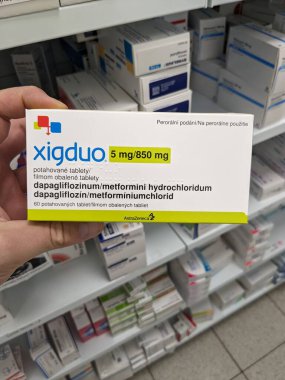 Perorální podání/Na perorálne použitie
xigduo 5 mg/850 mg
potahované tablety/
filmom obalené tablety
dapagliflozinum/metformini hydrochloridum
dapagliflozín/metformíniumchlorid
60 potahovaných tablet/filmom obalených tabliet
AstraZeneca